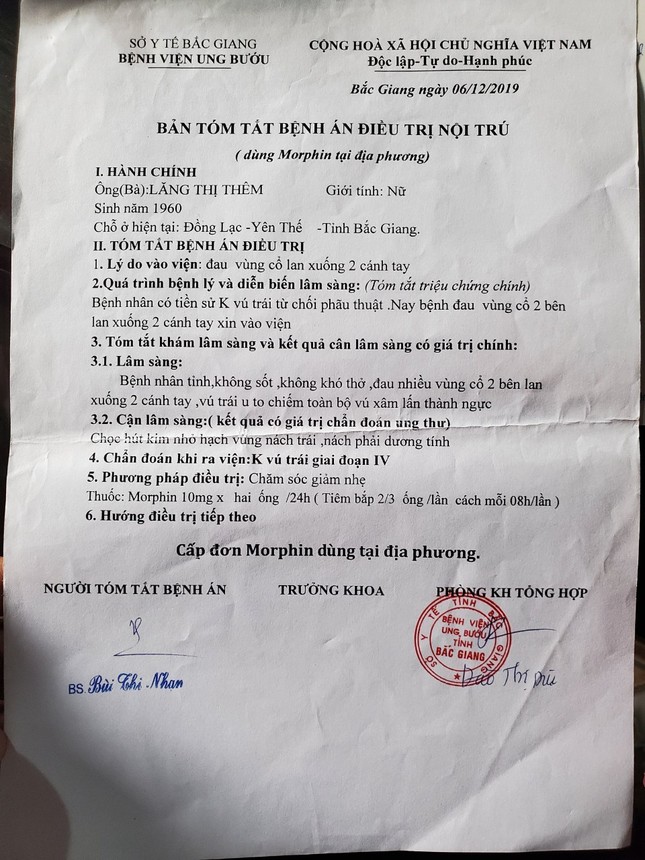 SỞ Y TẾ BẮC GIANG
BỆNH VIỆN UNG BƯỚU
CỘNG HOÀ XÃ HỘI CHỦ NGHĨA VIỆT NAM
Độc lập-Tự do-Hạnh phúc
Bắc Giang ngày 06/12/2019
BẢN TÓM TẮT BỆNH ÁN ĐIỀU TRỊ NỘI TRÚ
( dùng Morphin tại địa phương)
I. HÀNH CHÍNH
Ông(Bà):LĂNG THỊ THÊM Giới tính: Nữ
Sinh năm 1960
Chỗ ở hiện tại: Đồng Lạc -Yên Thế -Tỉnh Bắc Giang.
II. TÓM TẮT BỆNH ÁN ĐIỀU TRỊ
1. Lý do vào viện: đau vùng cổ lan xuống 2 cánh tay
2.Quá trình bệnh lý và diễn biến lâm sàng: (Tóm tắt triệu chứng chính)
Bệnh nhân có tiền sử K vú trái từ chối phẫu thuật .Nay bệnh đau vùng cổ 2 bên
lan xuống 2 cánh tay xin vào viện
3. Tóm tắt khám lâm sàng và kết quả cân lâm sàng có giá trị chính:
3.1. Lâm sàng:
Bệnh nhân tỉnh,không sốt ,không khó thở ,đau nhiều vùng cổ 2 bên lan
xuống 2 cánh tay ,vú trái u to chiếm toàn bộ vú xâm lấn thành ngực
3.2. Cận lâm sàng:( kết quả có giá trị chẩn đoán ung thư)
Chọc hút kim nhỏ hạch vùng nách trái ,nách phải dương tính
4. Chẩn đoán khi ra viện:K vú trái giai đoạn IV
5. Phương pháp điều trị: Chăm sóc giảm nhẹ
Thuốc: Morphin 10mg x hai ống /24h ( Tiêm bắp 2/3 ống /lần cách mỗi 08h/lần )
6. Hướng điều trị tiếp theo
Cấp đơn Morphin dùng tại địa phương.
NGƯỜI TÓM TẮT BỆNH ÁN
TRƯỞNG KHOA
PHÒNG KH TỔNG HỢP
SỞ Y TẾ TỈNH BẮC GIANG
BỆNH VIỆN
UNG BƯỚU
TỈNH
BẮC GIANG
BS. Bùi Thị Nhạn
Thị